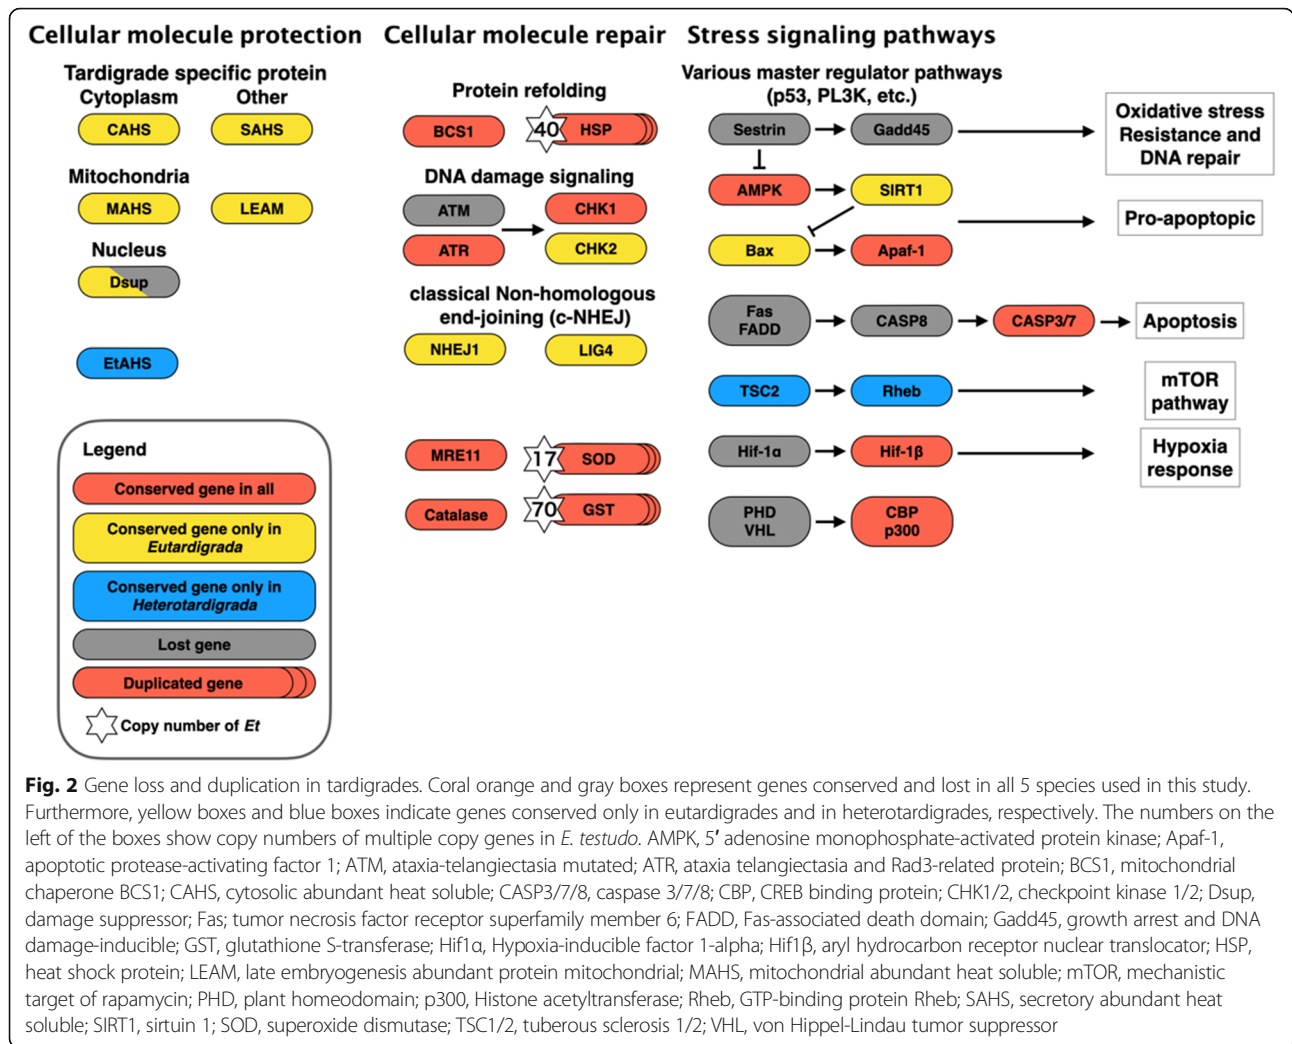 Cellular molecule protection
Tardigrade specific protein
Cytoplasm Other
CAHS SAHS
Mitochondria
MAHS LEAM
Nucleus
Dsup
EtAHS
Legend
Conserved gene in all
Conserved gene only in
Eutardigrada
Conserved gene only in
Heterotardigrada
Lost gene
Duplicated gene
Copy number of Et
Cellular molecule repair
Protein refolding
BCS1 40 HSP
DNA damage signaling
ATM CHK1
ATR CHK2
classical Non-homologous
end-joining (c-NHEJ)
NHEJ1 LIG4
MRE11 17 SOD
Catalase 70 GST
Stress signaling pathways
Various master regulator pathways
(p53, PL3K, etc.)
Sestrin Gadd45
Oxidative stress
Resistance and
DNA repair
AMPK SIRT1
Pro-apoptopic
Bax Apaf-1
Fas
FADD
CASP8 CASP3/7 Apoptosis
TSC2 Rheb
mTOR
pathway
Hif-1α Hif-1β
Hypoxia
response
PHD
VHL
CBP
p300
Fig. 2 Gene loss and duplication in tardigrades. Coral orange and gray boxes represent genes conserved and lost in all 5 species used in this study.
Furthermore, yellow boxes and blue boxes indicate genes conserved only in eutardigrades and in heterotardigrades, respectively. The numbers on the
left of the boxes show copy numbers of multiple copy genes in E. testudo. AMPK, 5′ adenosine monophosphate-activated protein kinase; Apaf-1,
apoptotic protease-activating factor 1; ATM, ataxia-telangiectasia mutated; ATR, ataxia telangiectasia and Rad3-related protein; BCS1, mitochondrial
chaperone BCS1; CAHS, cytosolic abundant heat soluble; CASP3/7/8, caspase 3/7/8; CBP, CREB binding protein; CHK1/2, checkpoint kinase 1/2; Dsup,
damage suppressor; Fas; tumor necrosis factor receptor superfamily member 6; FADD, Fas-associated death domain; Gadd45, growth arrest and DNA
damage-inducible; GST, glutathione S-transferase; Hif1α, Hypoxia-inducible factor 1-alpha; Hif1β, aryl hydrocarbon receptor nuclear translocator; HSP,
heat shock protein; LEAM, late embryogenesis abundant protein mitochondrial; MAHS, mitochondrial abundant heat soluble; mTOR, mechanistic
target of rapamycin; PHD, plant homeodomain; p300, Histone acetyltransferase; Rheb, GTP-binding protein Rheb; SAHS, secretory abundant heat
soluble; SIRT1, sirtuin 1; SOD, superoxide dismutase; TSC1/2, tuberous sclerosis 1/2; VHL, von Hippel-Lindau tumor suppressor